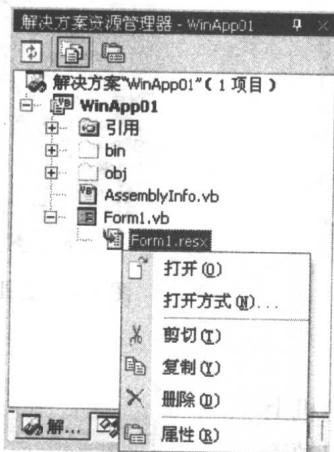 解决方案资源管理器 - WinApp01
解决方案"WinApp01"(1 项目)
WinApp01
引用
bin
obj
AssemblyInfo.vb
Form1.vb
Form1.resx
打开(O)
打开方式(N)...
剪切(T)
复制(Y)
删除(D)
属性(R)
解...